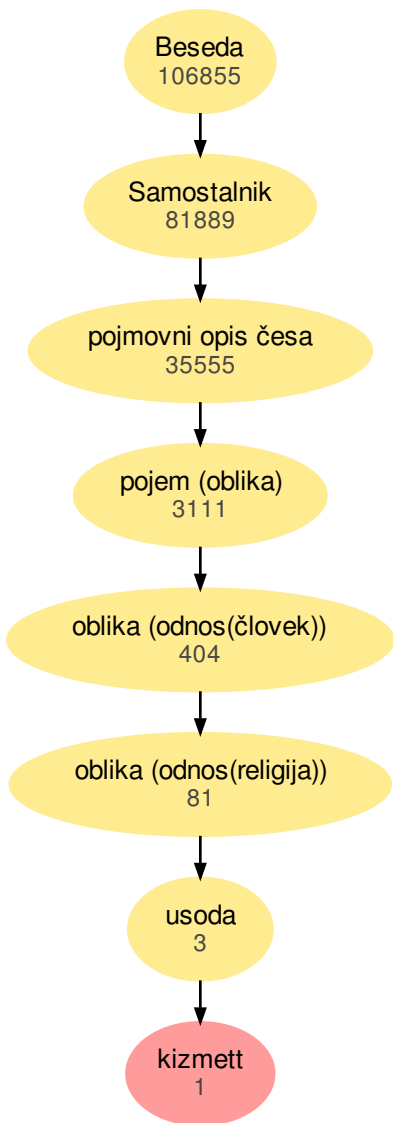 Beseda
106855
Samostalnik
81889
pojmovni opis česa
35555
pojem (oblika)
3111
oblika (odnos(človek))
404
oblika (odnos(religija))
81
usoda
3
kizmett
1